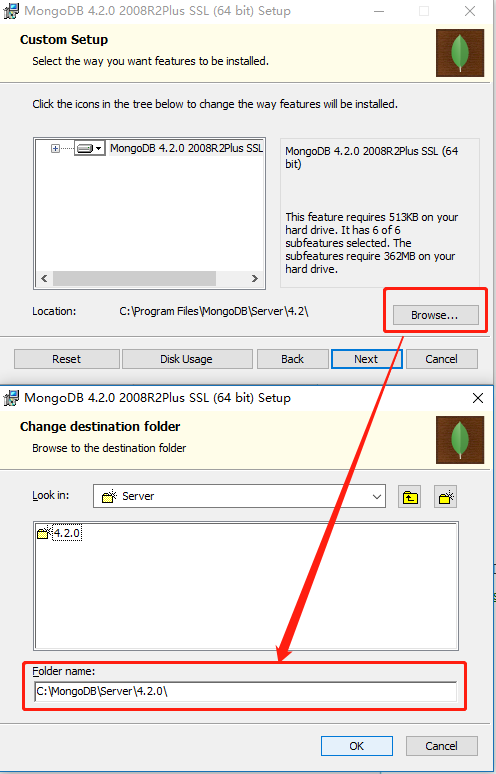 MongoDB 4.2.0 2008R2Plus SSL (64 bit) Setup
Custom Setup
Select the way you want features to be installed.
Click the icons in the tree below to change the way features will be installed.
MongoDB 4.2.0 2008R2Plus SSL
MongoDB 4.2.0 2008R2Plus SSL (64
bit)
This feature requires 513KB on your
hard drive. It has 6 of 6
subfeatures selected. The
subfeatures require 362MB on your
hard drive.
Location:
C:\Program Files\MongoDB\Server\4.2\
Browse...
Reset
Disk Usage
Back
Next
Cancel
MongoDB 4.2.0 2008R2Plus SSL (64 bit) Setup
Change destination folder
Browse to the destination folder
Look in:
Server
4.2.0
Folder name:
C:\MongoDB\Server\4.2.0\
OK
Cancel